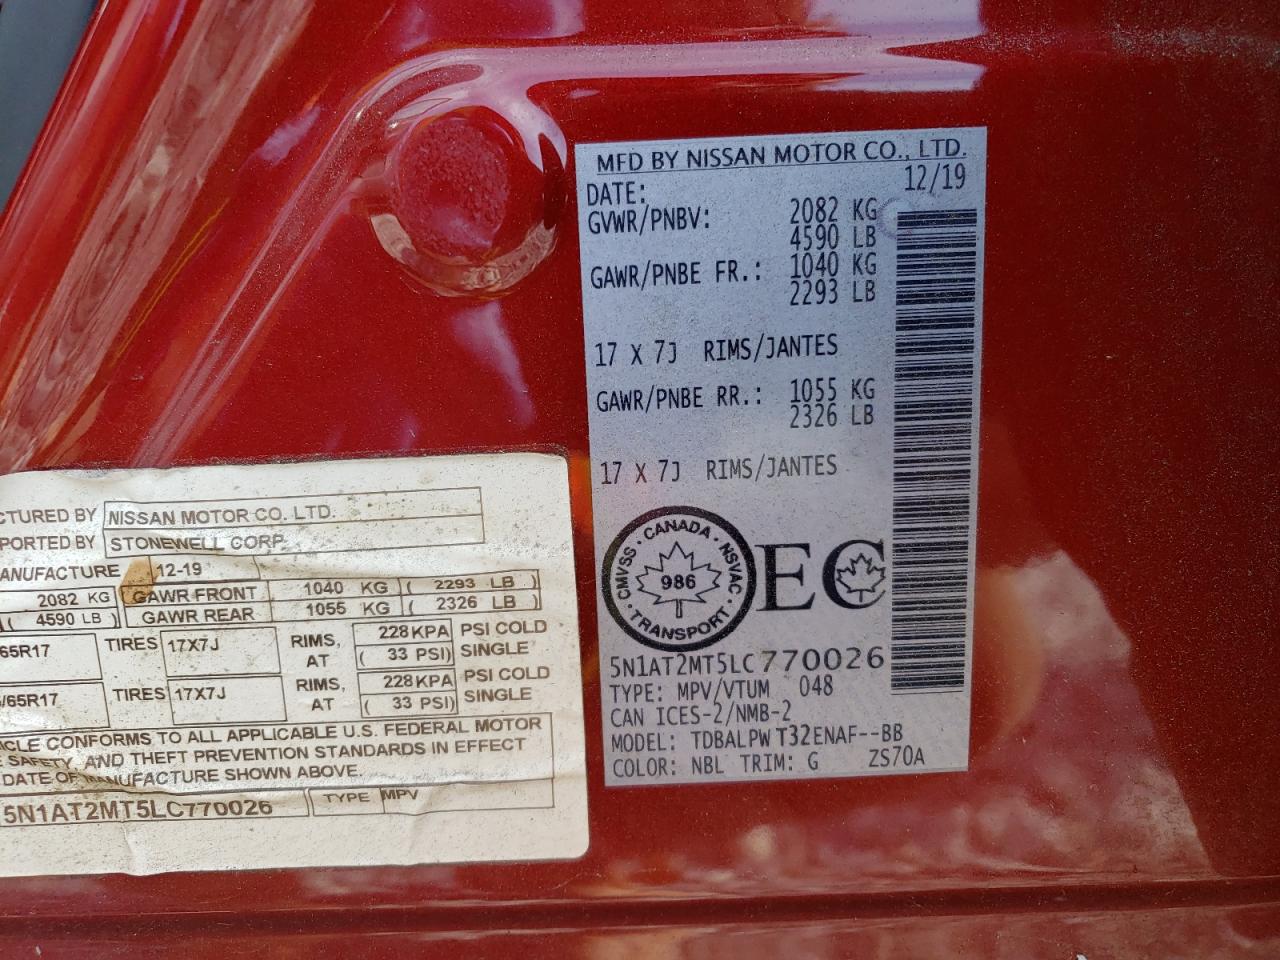 MFD BY NISSAN MOTOR CO., LTD.
DATE: 12/19
GVWR/PNBV: 2082 KG
4590 LB
GAWR/PNBE FR.: 1040 KG
2293 LB
17 X 7J RIMS/JANTES
GAWR/PNBE RR.: 1055 KG
2326 LB
17 X 7J RIMS/JANTES
CANADA · NSVAC · TRANSPORT · CMVSS
986
EC
5N1AT2MT5LC770026
TYPE: MPV/VTUM 048
CAN ICES-2/NMB-2
MODEL: TDBALPW T32ENAF--BB
COLOR: NBL TRIM: G ZS70A
CTURED BY NISSAN MOTOR CO. LTD.
PORTED BY STONEWELL CORP.
ANUFACTURE 12-19
2082 KG GAWR FRONT 1040 KG ( 2293 LB )
( 4590 LB ) GAWR REAR 1055 KG ( 2326 LB )
65R17 TIRES 17X7J RIMS, AT 228 KPA ( 33 PSI) PSI COLD SINGLE
/65R17 TIRES 17X7J RIMS, AT 228 KPA ( 33 PSI) PSI COLD SINGLE
ICLE CONFORMS TO ALL APPLICABLE U.S. FEDERAL MOTOR
E SAFETY, AND THEFT PREVENTION STANDARDS IN EFFECT
DATE OF MANUFACTURE SHOWN ABOVE.
5N1AT2MT5LC770026 TYPE MPV